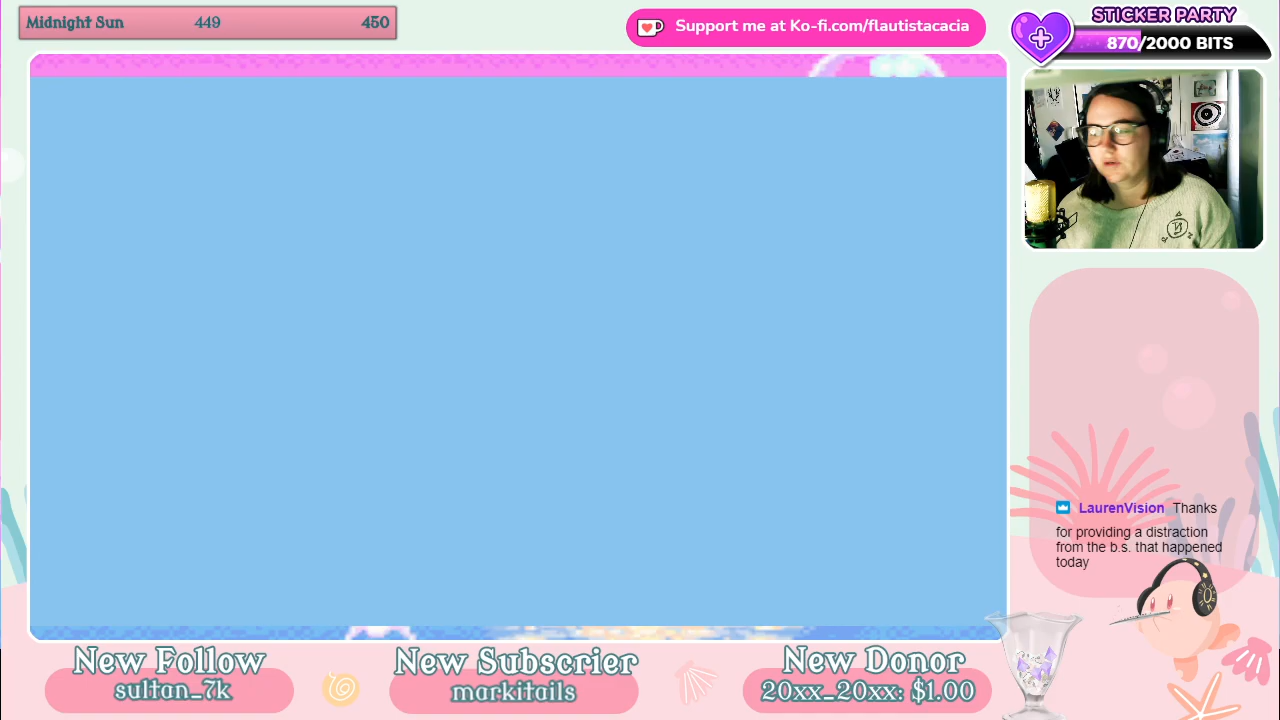 Midnight Sun 449 450
Support me at Ko-fi.com/flautistacacia
STICKER PARTY
870/2000 BITS
LaurenVision Thanks
for providing a distraction
from the b.s. that happened
today
New Follow
sultan_7k
New Subscrier
markitails
New Donor
20xx_20xx: $1.00